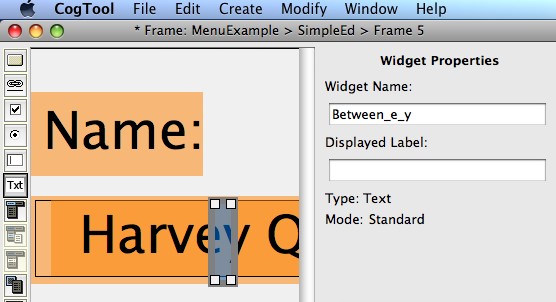 CogTool File Edit Create Modify Window Help
* Frame: MenuExample > SimpleEd > Frame 5
Widget Properties
Widget Name:
Between_e_y
Displayed Label:
Type: Text
Mode: Standard
Txt
Name:
Harvey Q